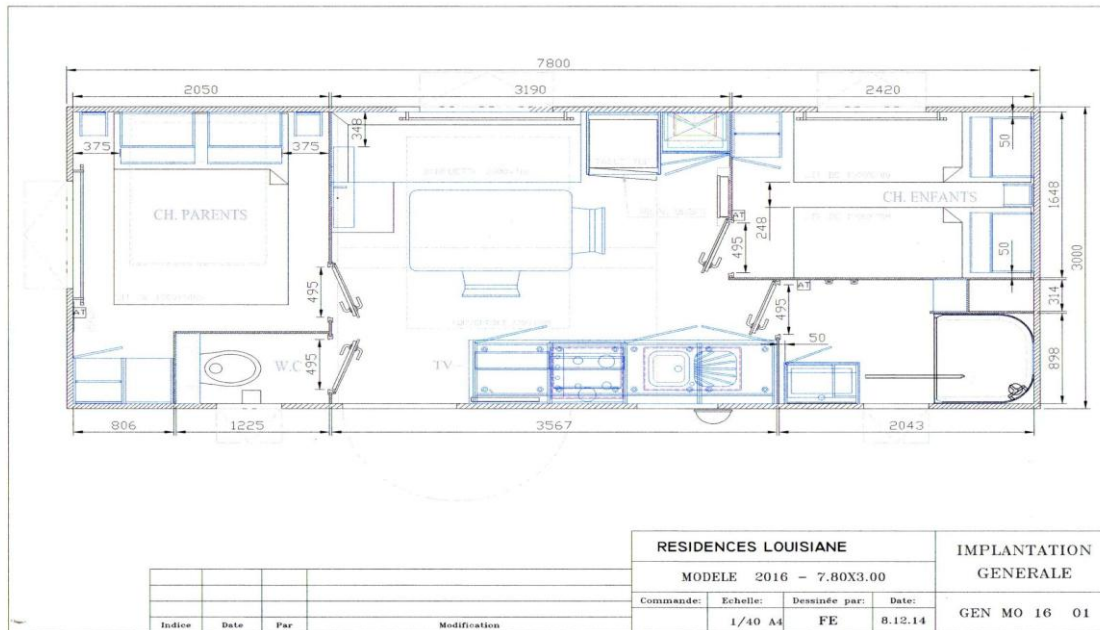 7800
2050 3190 2420
375 375
348
50
CH. PARENTS
CH. ENFANTS
248
1648
3000
AT
495
50
495
AT
495
314
AT
W.C
495
TV
50
898
806 1225 3567 2043
RESIDENCES LOUISIANE
MODELE 2016 - 7.80X3.00
Commande: Echelle: Dessinée par: Date:
1/40 A4 FE 8.12.14
IMPLANTATION
GENERALE
GEN MO 16 01
Indice Date Par Modification